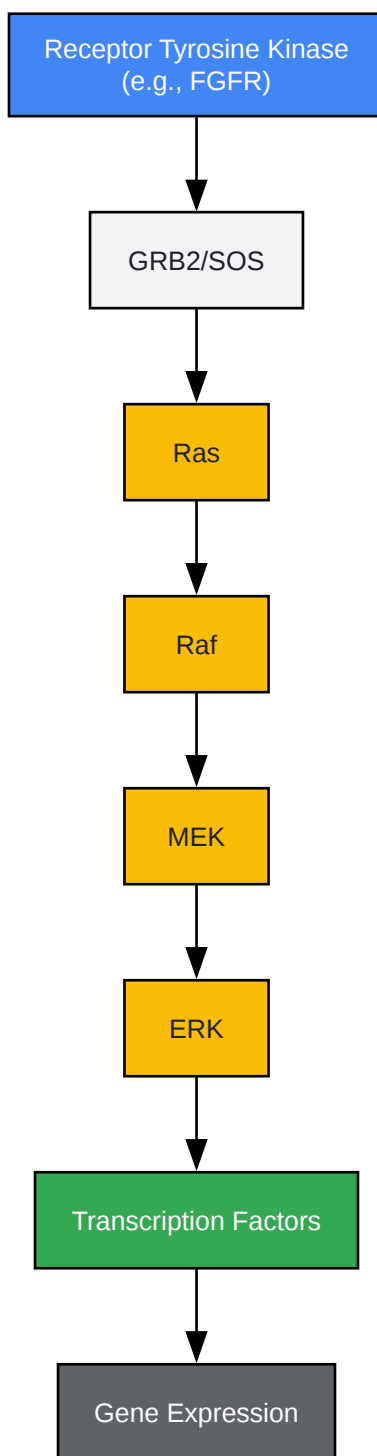 Receptor Tyrosine Kinase
(e.g., FGFR)
GRB2/SOS
Ras
Raf
MEK
ERK
Transcription Factors
Gene Expression